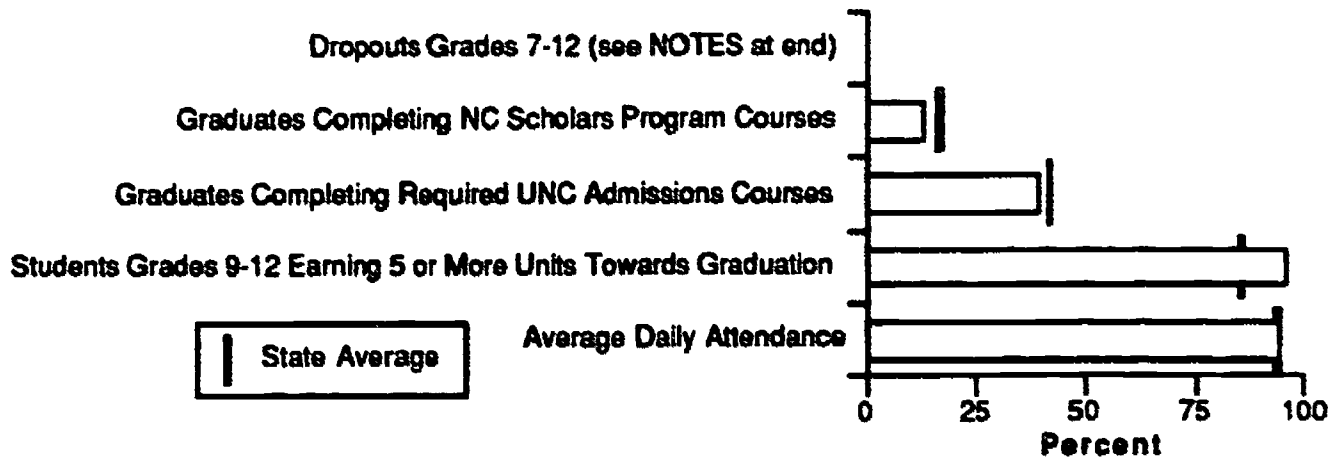 Dropouts Grades 7-12 (see NOTES at end)
Graduates Completing NC Scholars Program Courses
Graduates Completing Required UNC Admissions Courses
Students Grades 9-12 Earning 5 or More Units Towards Graduation
State Average
Average Daily Attendance
0 25 50 75 100
Percent